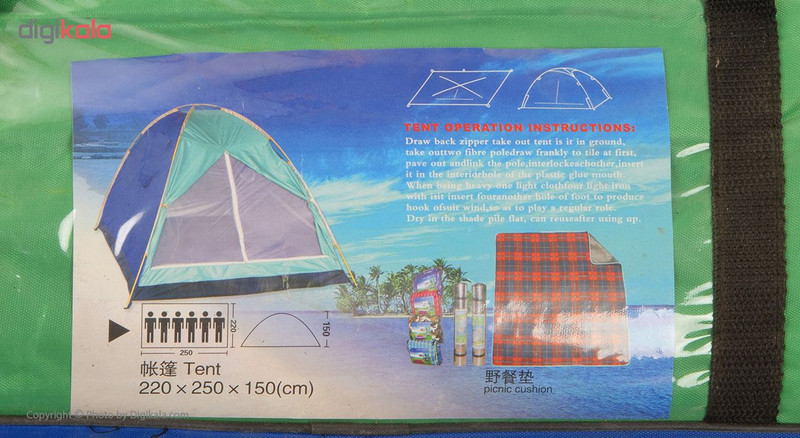 digikala
TENT OPERATION INSTRUCTIONS:
Draw back zipper take out tent is it in ground,
take outtwo fibre poledraw frankly to tile at first,
pave out andlink the pole,interlockeachother,insert
it in the interidrhole of the plastic glue mouth.
When being heavy one light clothfour light iron
with isit insert fouranother hole of foot to produce
hook ofsuit wind,so as to play a regular role.
Dry In the shade pile flat, can reuseafter using up.
220
250
150
帐篷 Tent
220×250×150(cm)
野餐垫
picnic cushion
Copyright © Photo by Digikala.com